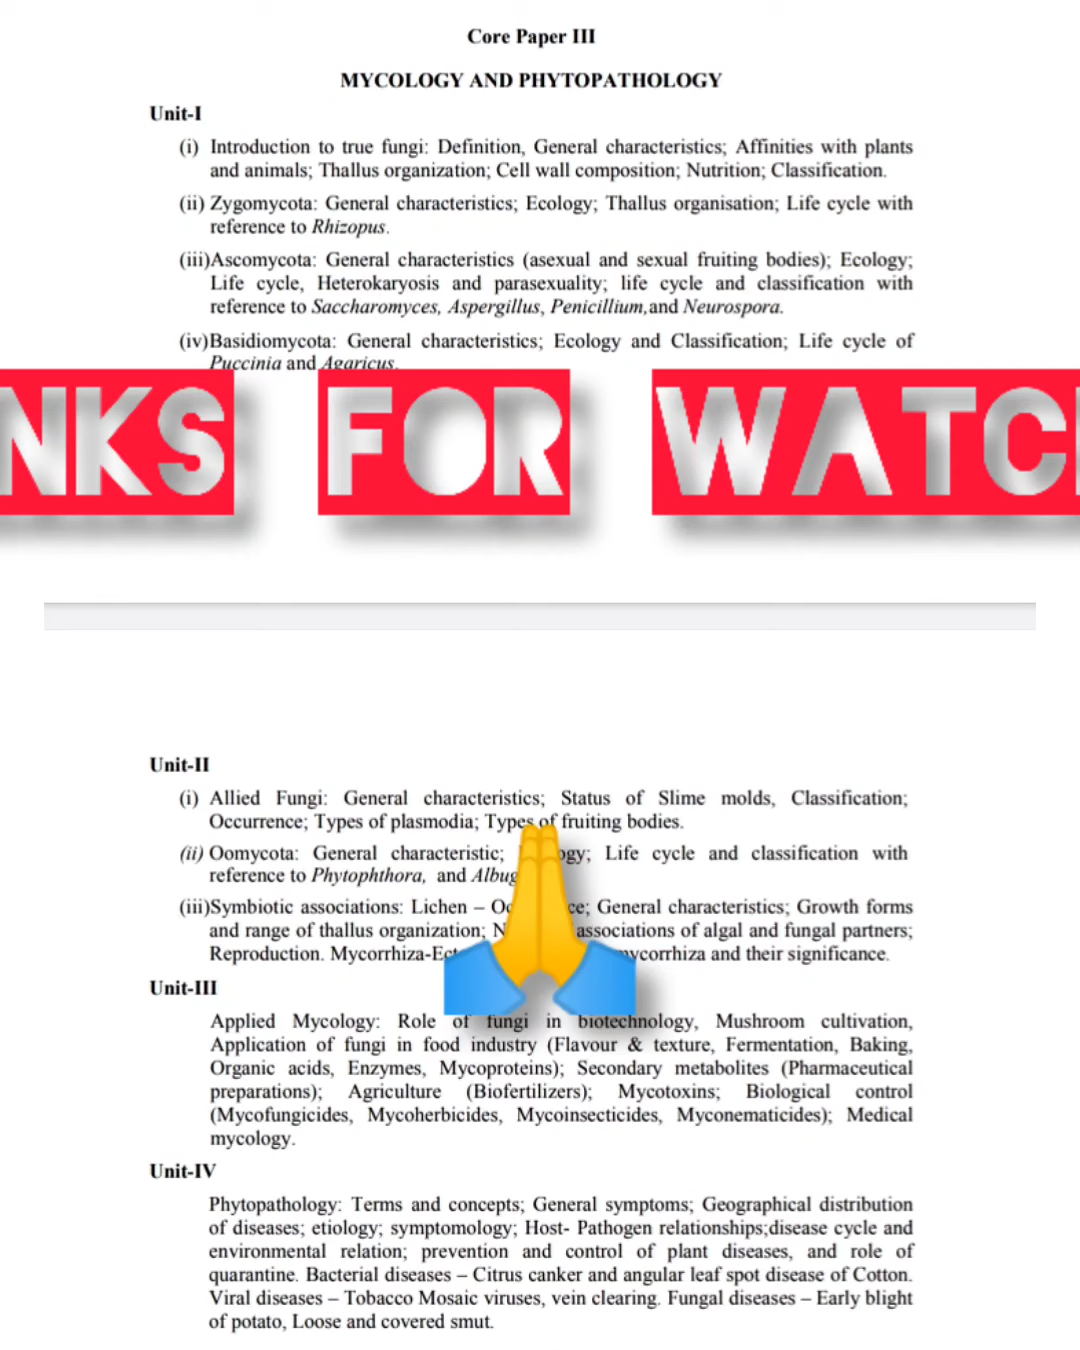 Core Paper III
MYCOLOGY AND PHYTOPATHOLOGY
Unit-I
(i) Introduction to true fungi: Definition, General characteristics; Affinities with plants
and animals; Thallus organization; Cell wall composition; Nutrition; Classification.
(ii) Zygomycota: General characteristics; Ecology; Thallus organisation; Life cycle with
reference to Rhizopus.
(iii)Ascomycota: General characteristics (asexual and sexual fruiting bodies); Ecology;
Life cycle, Heterokaryosis and parasexuality; life cycle and classification with
reference to Saccharomyces, Aspergillus, Penicillium,and Neurospora.
(iv)Basidiomycota: General characteristics; Ecology and Classification; Life cycle of
Puccinia and Agaricus.
NKS FOR WATC
Unit-II
(i) Allied Fungi: General characteristics; Status of Slime molds, Classification;
Occurrence; Types of plasmodia; Types of fruiting bodies.
(ii) Oomycota: General characteristic; ogy; Life cycle and classification with
reference to Phytophthora, and Albug
(iii)Symbiotic associations: Lichen – Oc ce; General characteristics; Growth forms
and range of thallus organization; N associations of algal and fungal partners;
Reproduction. Mycorrhiza-Ect ycorrhiza and their significance.
Unit-III
Applied Mycology: Role of fungi in biotechnology, Mushroom cultivation,
Application of fungi in food industry (Flavour & texture, Fermentation, Baking,
Organic acids, Enzymes, Mycoproteins); Secondary metabolites (Pharmaceutical
preparations); Agriculture (Biofertilizers); Mycotoxins; Biological control
(Mycofungicides, Mycoherbicides, Mycoinsecticides, Myconematicides); Medical
mycology.
Unit-IV
Phytopathology: Terms and concepts; General symptoms; Geographical distribution
of diseases; etiology; symptomology; Host- Pathogen relationships;disease cycle and
environmental relation; prevention and control of plant diseases, and role of
quarantine. Bacterial diseases – Citrus canker and angular leaf spot disease of Cotton.
Viral diseases – Tobacco Mosaic viruses, vein clearing. Fungal diseases – Early blight
of potato, Loose and covered smut.